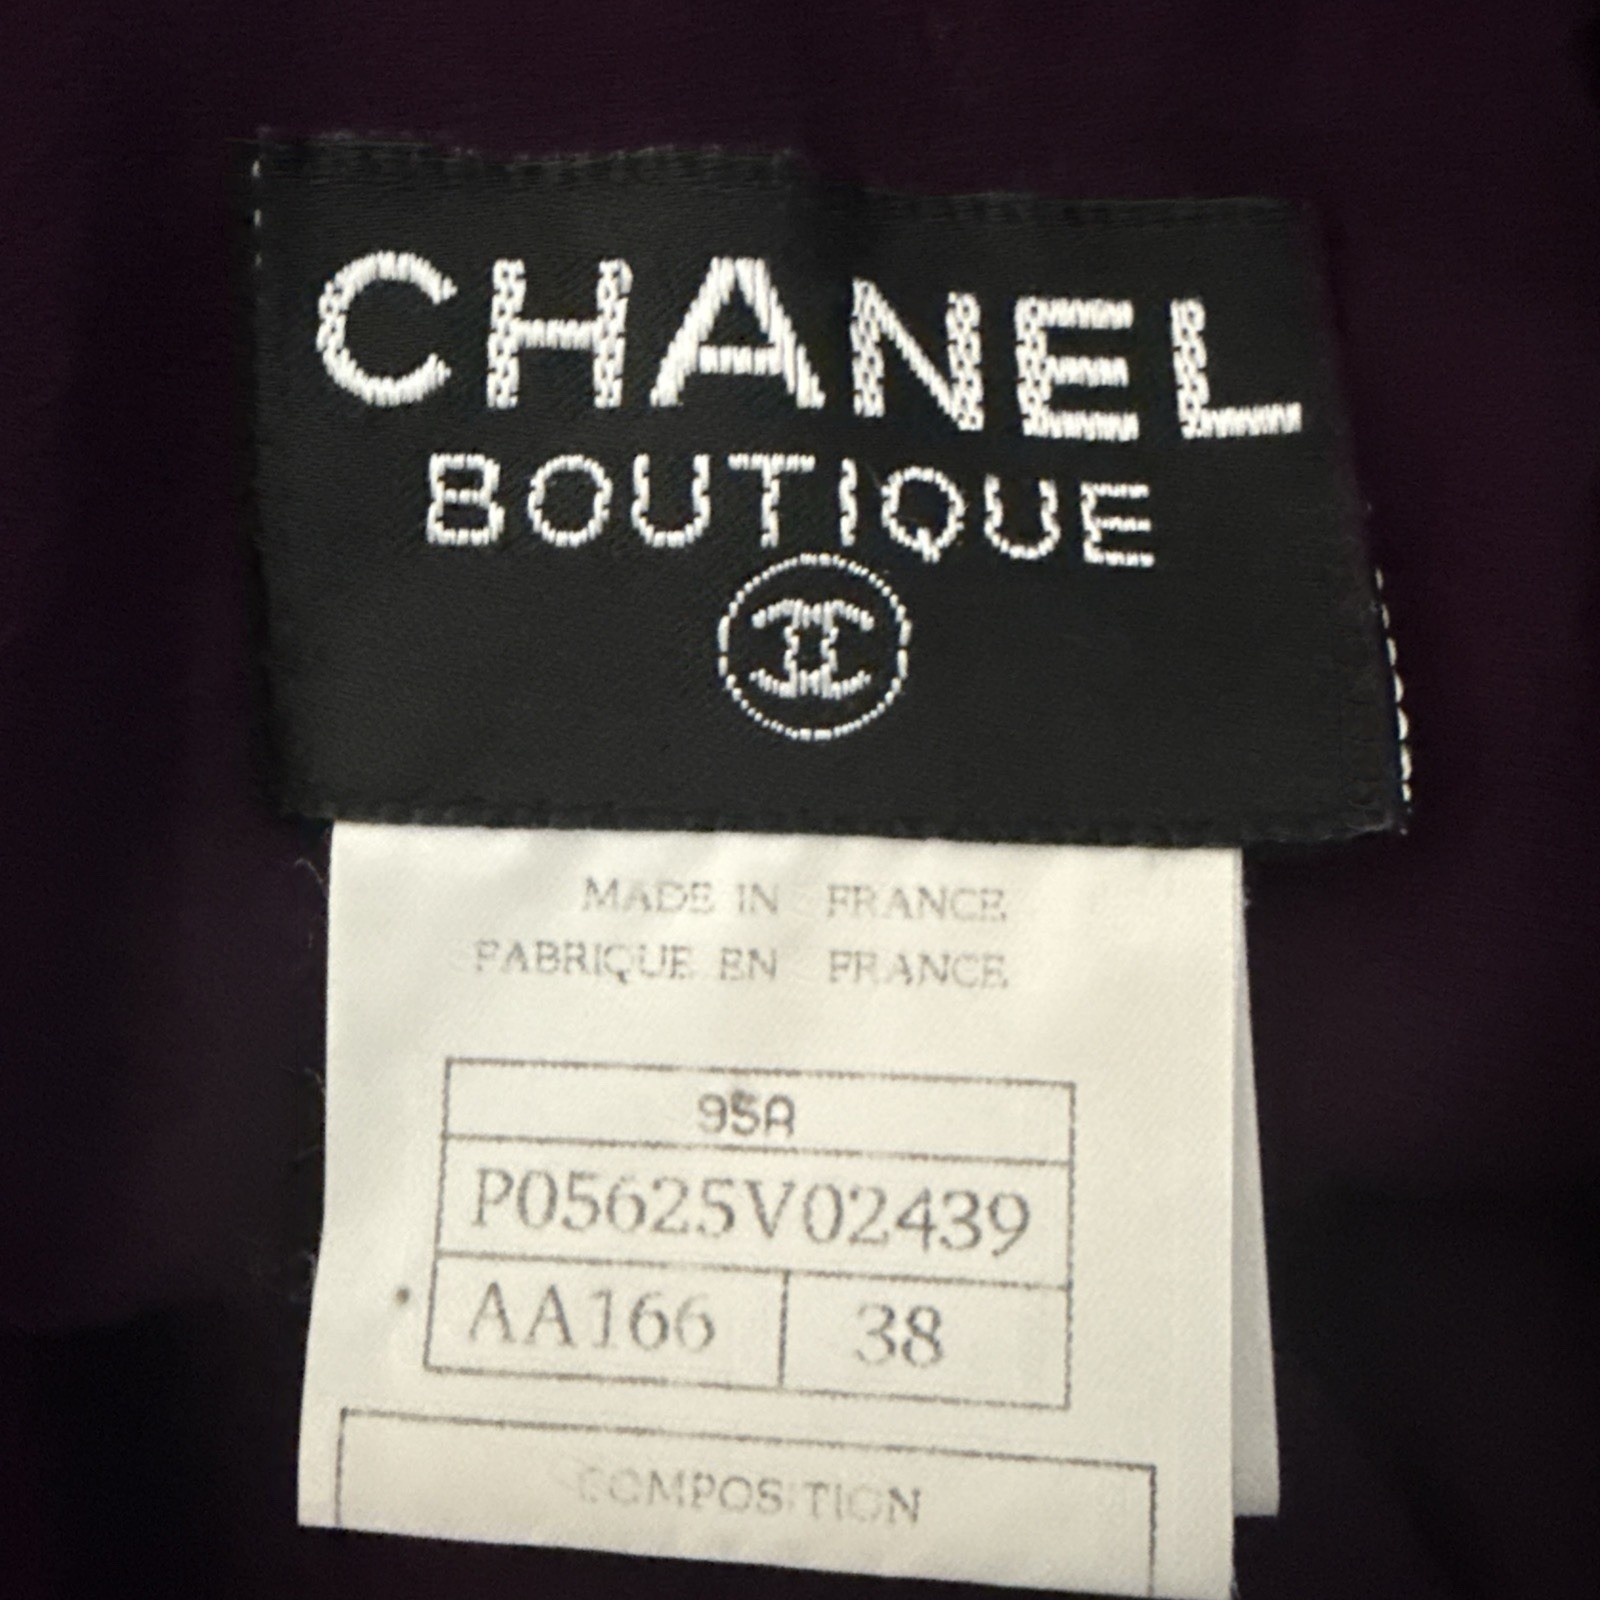 CHANEL
BOUTIQUE
MADE IN FRANCE
FABRIQUE EN FRANCE
95A
P05625V02439
AA166 38
COMPOSITION